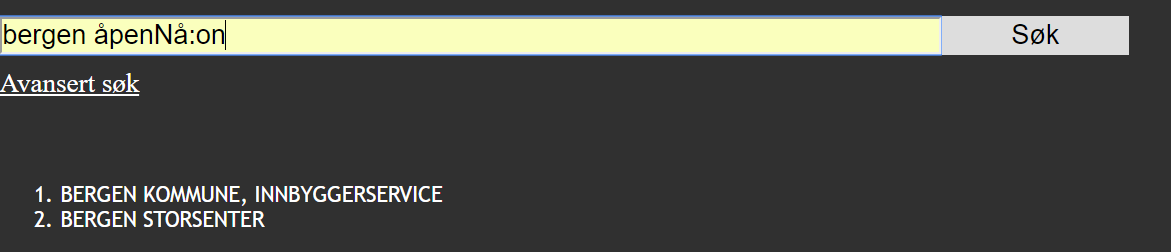 bergen åpenNå:on
Søk
Avansert søk
1. BERGEN KOMMUNE, INNBYGGERSERVICE
2. BERGEN STORSENTER